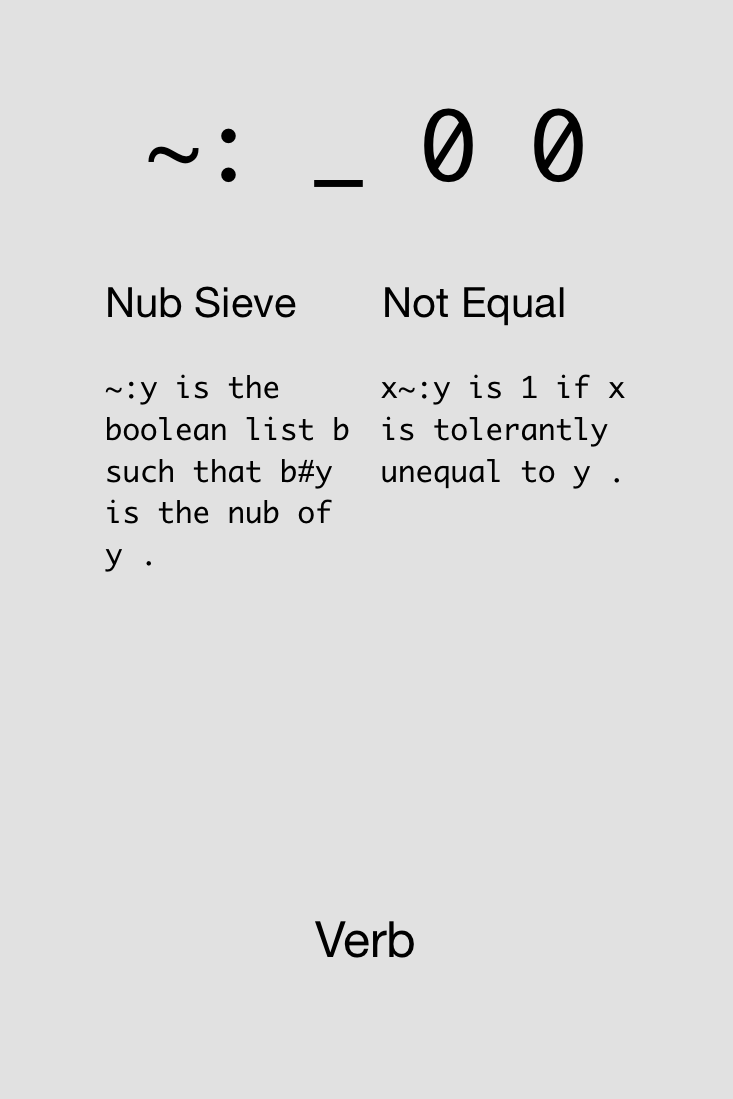 ~: _ 0 0
Nub Sieve
~:y is the
boolean list b
such that b#y
is the nub of
y .
Not Equal
x~:y is 1 if x
is tolerantly
unequal to y .
Verb